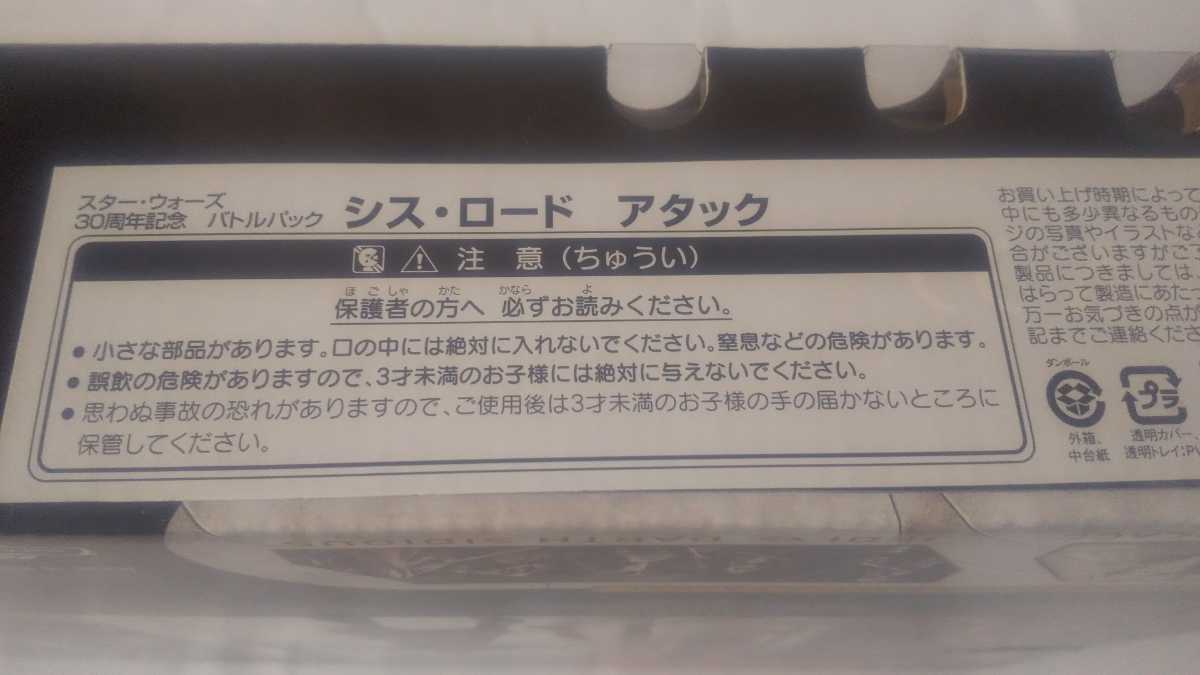 スター・ウォーズ
30周年記念 バトルパック シス・ロード アタック
注 意（ちゅうい）
ほごしゃ かた かなら よ
保護者の方へ 必ずお読みください。
● 小さな部品があります。口の中には絶対に入れないでください。窒息などの危険があります。
● 誤飲の危険がありますので、3才未満のお子様には絶対に与えないでください。
● 思わぬ事故の恐れがありますので、ご使用後は3才未満のお子様の手の届かないところに
保管してください。
お買い上げ時期によって
中にも多少異なるもの
ジの写真やイラストな
合がございますがご
製品につきましては、
はらって製造にあた
万一お気づきの点が
記までご連絡くださ
ダンボール
プラ
外箱、
中台紙
透明カバー、
透明トレイ:PV